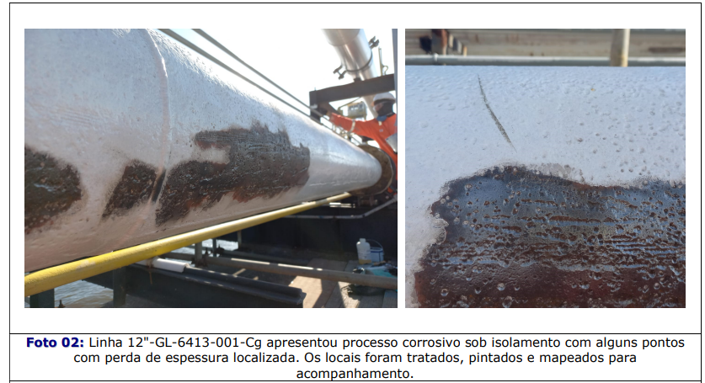 Foto 02: Linha 12"-GL-6413-001-Cg apresentou processo corrosivo sob isolamento com alguns pontos
com perda de espessura localizada. Os locais foram tratados, pintados e mapeados para
acompanhamento.